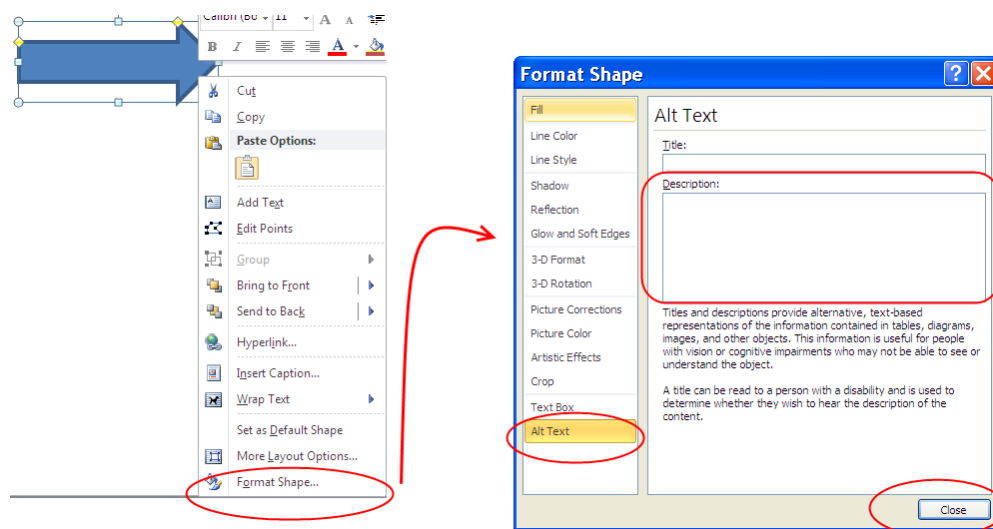 Calibri (Bo 11 A A
B I A
Cut
Copy
Paste Options:
Add Text
Edit Points
Group
Bring to Front
Send to Back
Hyperlink...
Insert Caption...
Wrap Text
Set as Default Shape
More Layout Options...
Format Shape...
Format Shape
Fill
Line Color
Line Style
Shadow
Reflection
Glow and Soft Edges
3-D Format
3-D Rotation
Picture Corrections
Picture Color
Artistic Effects
Crop
Text Box
Alt Text
Alt Text
Title:
Description:
Titles and descriptions provide alternative, text-based
representations of the information contained in tables, diagrams,
images, and other objects. This information is useful for people
with vision or cognitive impairments who may not be able to see or
understand the object.
A title can be read to a person with a disability and is used to
determine whether they wish to hear the description of the
content.
Close